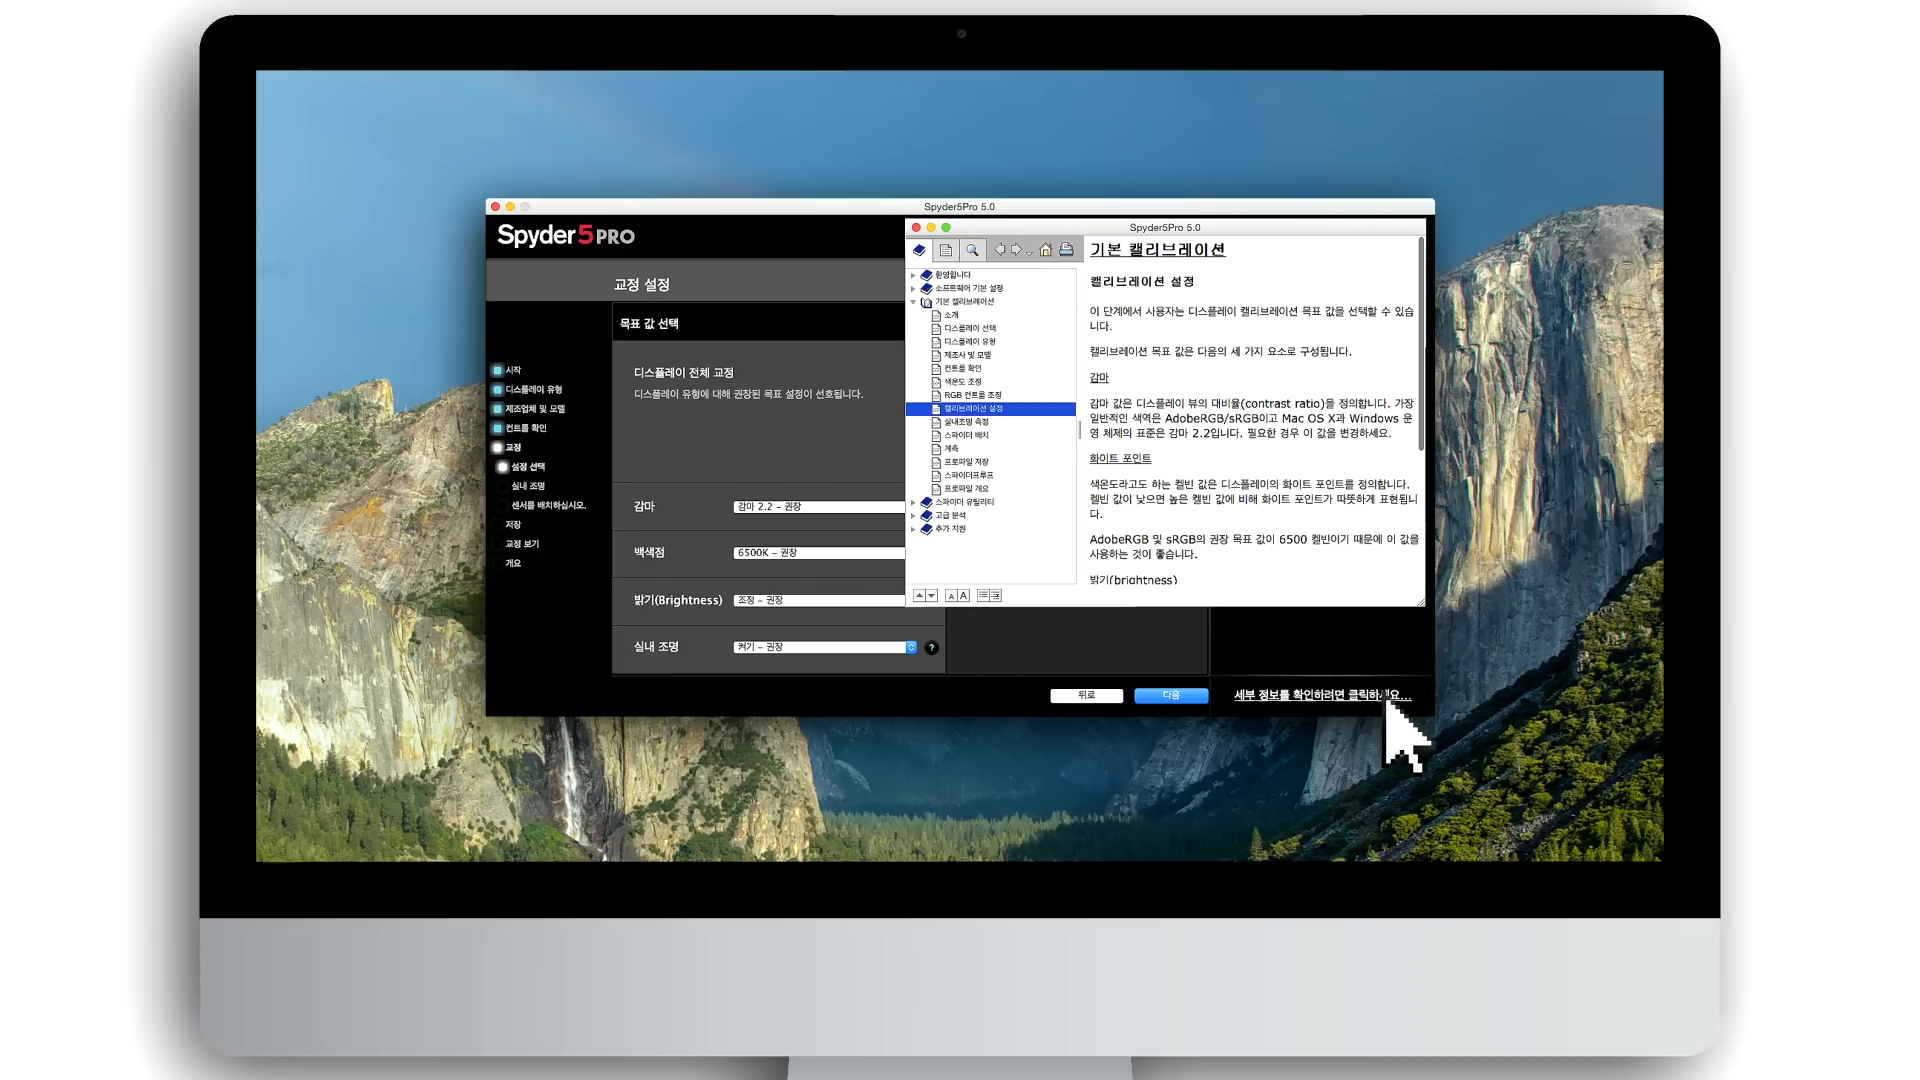 Spyder5Pro 5.0
Spyder5PRO
교정 설정
시작
디스플레이 유형
제조업체 및 모델
컨트롤 확인
교정
설정 선택
실내 조명
센서를 배치하십시오.
저장
교정 보기
개요
목표 값 선택
디스플레이 전체 교정
디스플레이 유형에 대해 권장된 목표 설정이 선호됩니다.
감마
감마 2.2 – 권장
백색점
6500K – 권장
밝기(Brightness)
조정 – 권장
실내 조명
켜기 – 권장
?
뒤로
다음
세부 정보를 확인하려면 클릭하세요...
Spyder5Pro 5.0
환영합니다
소프트웨어 기본 설정
기본 캘리브레이션
소개
디스플레이 선택
디스플레이 유형
제조사 및 모델
컨트롤 확인
색온도 조정
RGB 컨트롤 조정
캘리브레이션 설정
실내조명 측정
스파이더 배치
계측
프로파일 저장
스파이더프루프
프로파일 개요
스파이더 유틸리티
고급 분석
추가 지원
A A
기본 캘리브레이션
캘리브레이션 설정
이 단계에서 사용자는 디스플레이 캘리브레이션 목표 값을 선택할 수 있습
니다.
캘리브레이션 목표 값은 다음의 세 가지 요소로 구성됩니다.
감마
감마 값은 디스플레이 뷰의 대비율(contrast ratio)을 정의합니다. 가장
일반적인 색역은 AdobeRGB/sRGB이고 Mac OS X과 Windows 운
영 체제의 표준은 감마 2.2입니다. 필요한 경우 이 값을 변경하세요.
화이트 포인트
색온도라고도 하는 켈빈 값은 디스플레이의 화이트 포인트를 정의합니다.
켈빈 값이 낮으면 높은 켈빈 값에 비해 화이트 포인트가 따뜻하게 표현됩니
다.
AdobeRGB 및 sRGB의 권장 목표 값이 6500 켈빈이기 때문에 이 값을
사용하는 것이 좋습니다.
밝기(brightness)